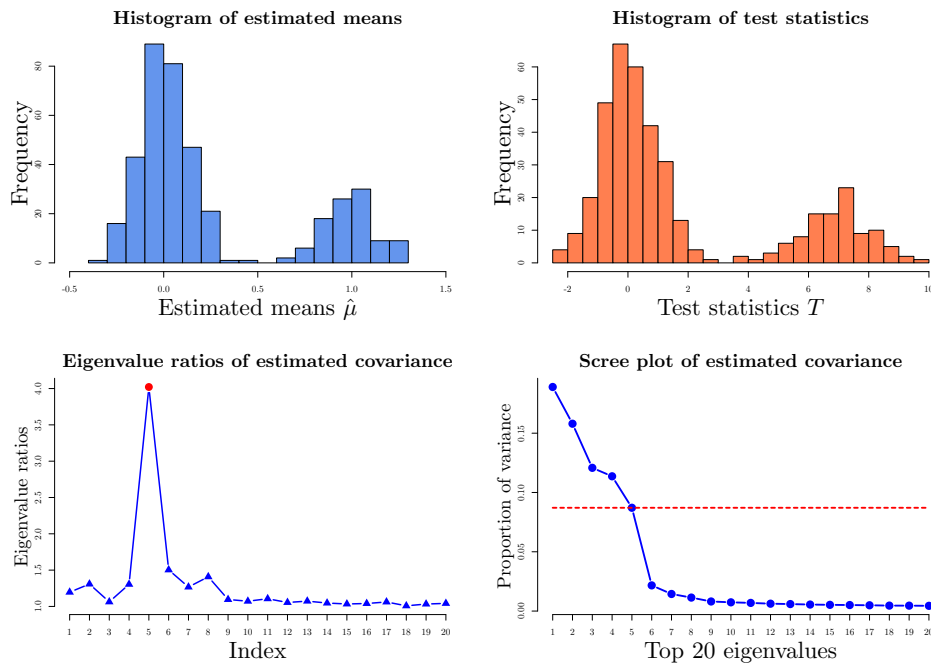 Histogram of estimated means
Frequency
0
20
40
60
80
-0.5
0.0
0.5
1.0
1.5
Estimated means μ̂
Histogram of test statistics
Frequency
0
10
20
30
40
50
60
-2
0
2
4
6
8
10
Test statistics T
Eigenvalue ratios of estimated covariance
Eigenvalue ratios
1.0
1.5
2.0
2.5
3.0
3.5
4.0
1 2 3 4 5 6 7 8 9 10 11 12 13 14 15 16 17 18 19 20
Index
Scree plot of estimated covariance
Proportion of variance
0.00
0.05
0.10
0.15
1 2 3 4 5 6 7 8 9 10 11 12 13 14 15 16 17 18 19 20
Top 20 eigenvalues